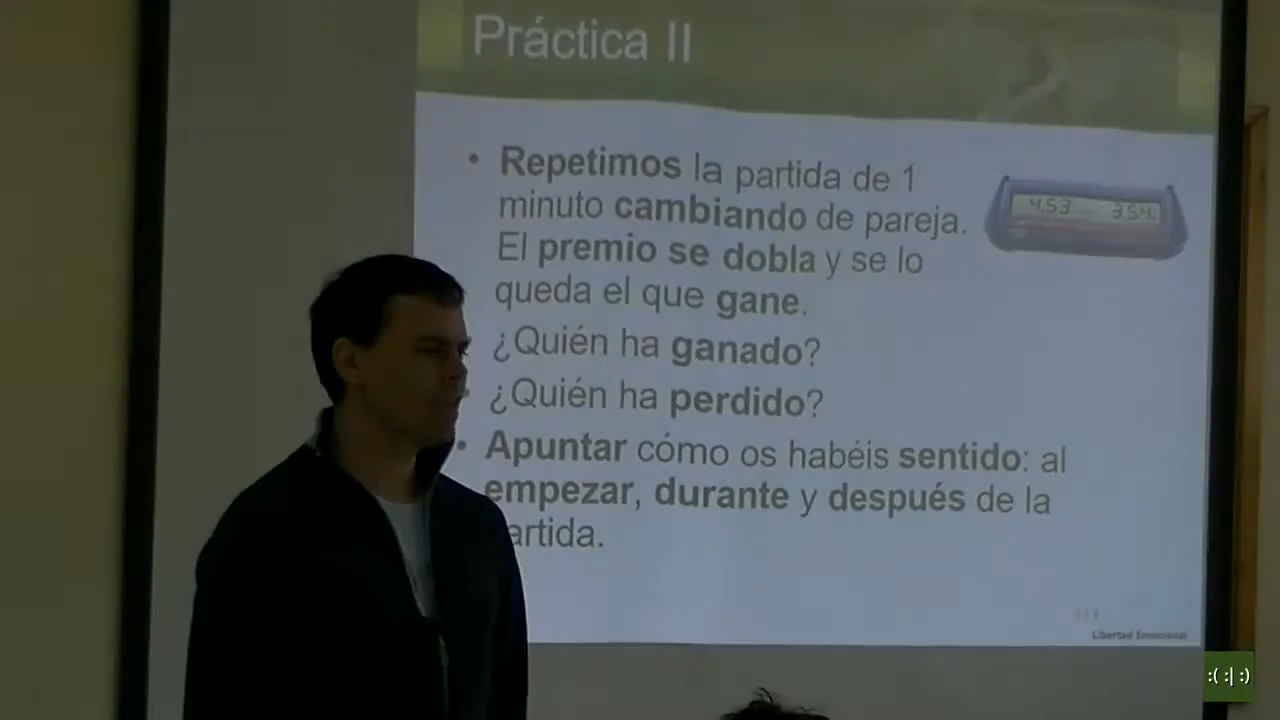 Práctica II
• Repetimos la partida de 1
minuto cambiando de pareja.
El premio se dobla y se lo
queda el que gane.
¿Quién ha ganado?
¿Quién ha perdido?
• Apuntar cómo os habéis sentido: al
empezar, durante y después de la
artida.
4.53 3.54
Libertad Emocional
:( :| :)